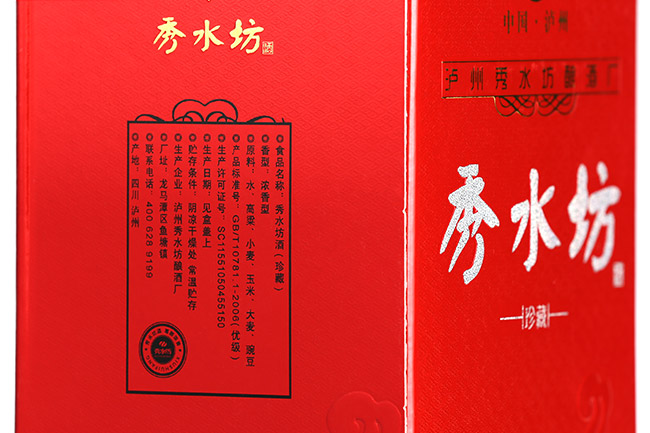 秀水坊
食品名称：秀水坊酒(珍藏)
香型：浓香型
原料：水、高粱、小麦、玉米、大麦、豌豆
产品标准号：GB/T10781.1-2006(优级)
生产许可证号：SC11551050455150
生产日期：见盒盖上
贮存条件：阴凉干燥处 常温贮存
生产企业：泸州秀水坊酿酒厂
厂址：龙马潭区鱼塘镇
联系电话：400 628 9199
产地：四川 泸州
中国·泸州
泸州秀水坊酿酒厂
秀水坊
珍藏